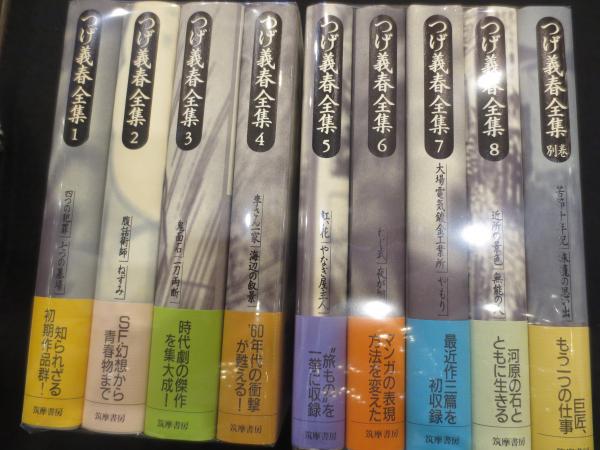 つげ義春全集 1
四つの犯罪 七つの墓場
知られざる
初期作品群!
つげ義春全集 2
腹話術師 ねずみ
SF幻想から
青春物まで
筑摩書房
つげ義春全集 3
鬼面石 一刀両断
時代劇の傑作
を集大成!
筑摩書房
つげ義春全集 4
李さん一家 海辺の叙景
'60年代の衝撃
が甦える!
筑摩書房
つげ義春全集 5
紅い花 やなぎ屋主人
"旅もの"を
一挙に収録
筑摩書房
つげ義春全集 6
ねじ式 夜が掴む
マンガの表現
方法を変えた
筑摩書房
つげ義春全集 7
大場電気鍍金工業所 やもり
最近作二篇を
初収録
筑摩書房
つげ義春全集 8
近所の景色 無能の人
河原の石と
ともに生きる
筑摩書房
つげ義春全集 別巻
苦節十年記 旅籠の思い出
巨匠、
もう一つの仕事
筑摩書房